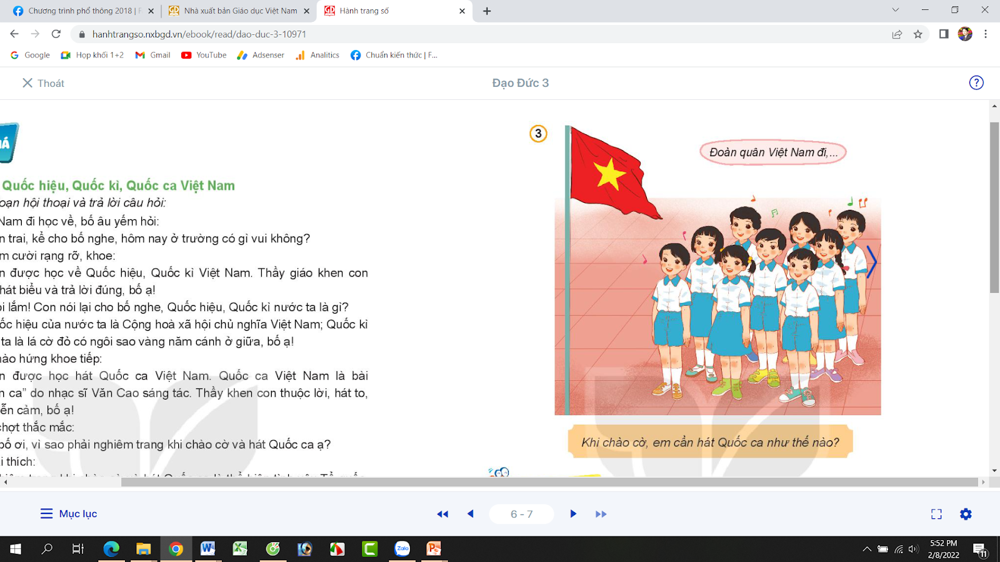 Chương trình phổ thông 2018 | F
Nhà xuất bản Giáo dục Việt Nam
Hành trang số
hanhtrangso.nxbgd.vn/ebook/read/dao-duc-3-10971
Google
Họp khối 1+2
Gmail
YouTube
Adsenser
Analitics
Chuẩn kiến thức | F...
Thoát
Đạo Đức 3
?
Quốc hiệu, Quốc kì, Quốc ca Việt Nam
oạn hội thoại và trả lời câu hỏi:
Nam đi học về, bố âu yếm hỏi:
n trai, kể cho bố nghe, hôm nay ở trường có gì vui không?
m cười rạng rỡ, khoe:
n được học về Quốc hiệu, Quốc kì Việt Nam. Thầy giáo khen con
hát biểu và trả lời đúng, bố ạ!
i lắm! Con nói lại cho bố nghe, Quốc hiệu, Quốc kì nước ta là gì?
ốc hiệu của nước ta là Cộng hoà xã hội chủ nghĩa Việt Nam; Quốc kì
ta là lá cờ đỏ có ngôi sao vàng năm cánh ở giữa, bố ạ!
hào hứng khoe tiếp:
n được học hát Quốc ca Việt Nam. Quốc ca Việt Nam là bài
n ca” do nhạc sĩ Văn Cao sáng tác. Thầy khen con thuộc lời, hát to,
ễn cảm, bố ạ!
chợt thắc mắc:
bố ơi, vì sao phải nghiêm trang khi chào cờ và hát Quốc ca ạ?
i thích:
3
Đoàn quân Việt Nam đi,...
Khi chào cờ, em cần hát Quốc ca như thế nào?
Mục lục
6 - 7
Zalo
5:52 PM
2/8/2022
11